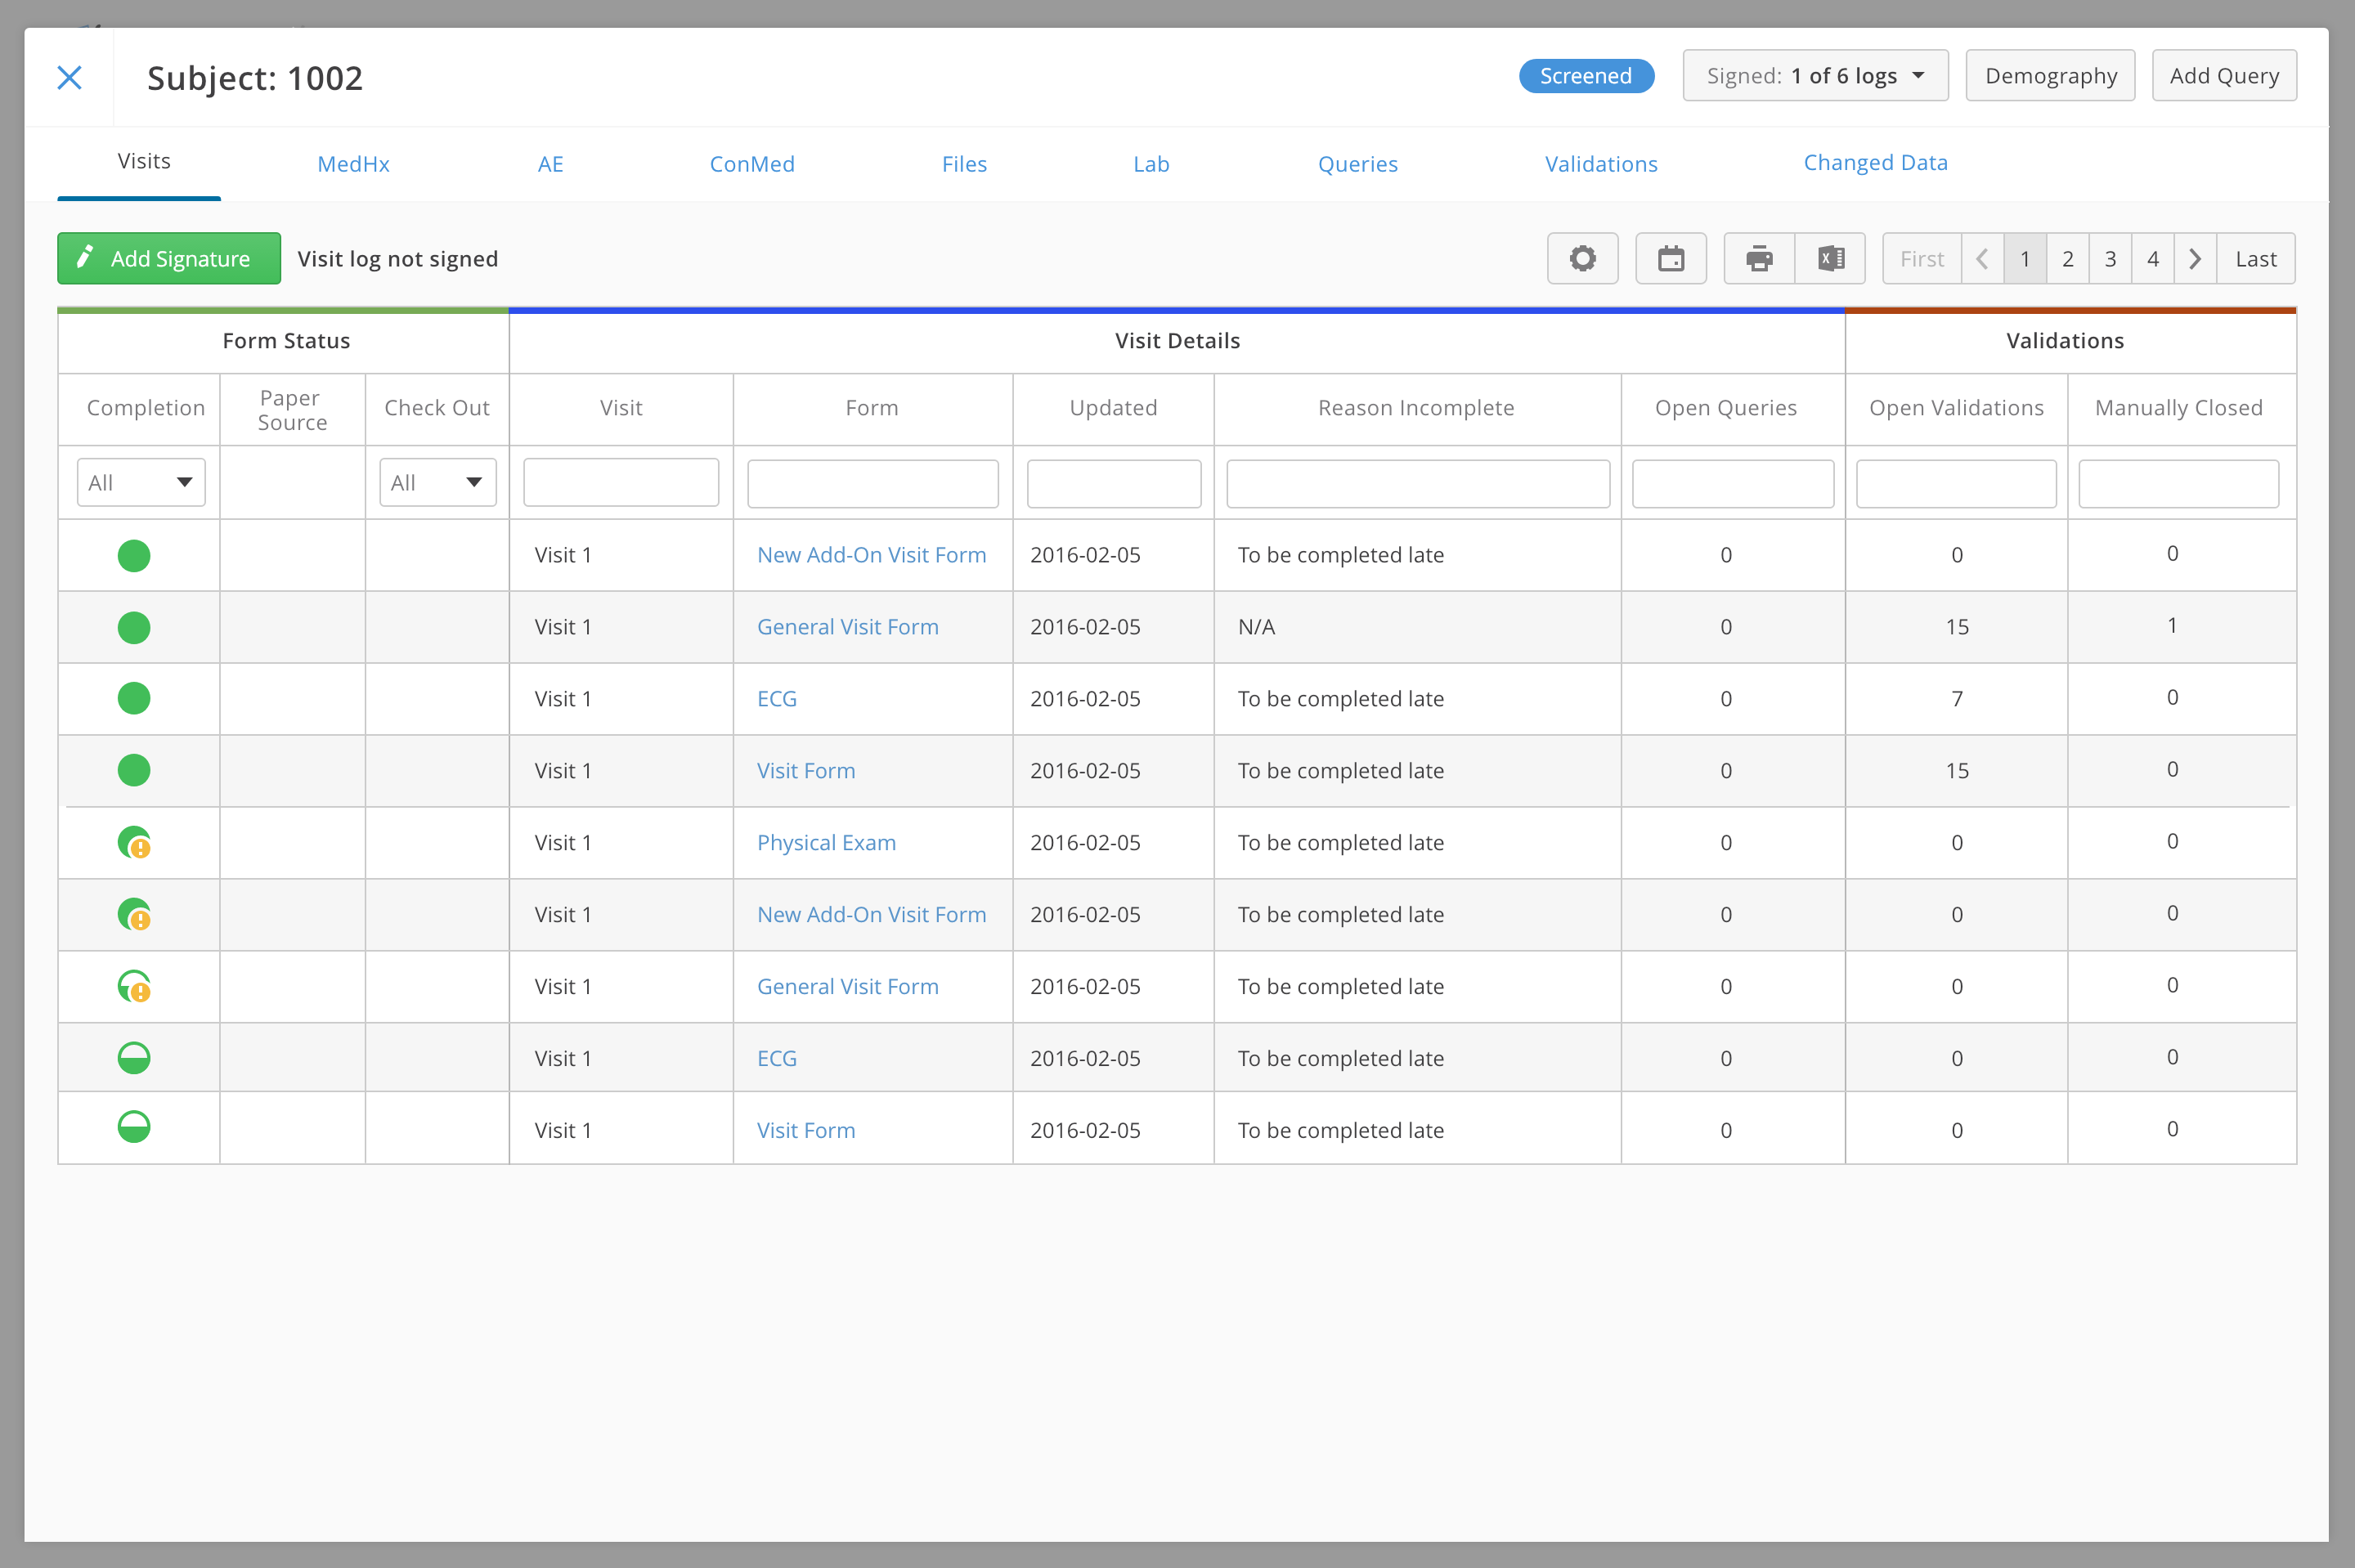 Subject: 1002
Screened
Signed: 1 of 6 logs
Demography
Add Query
Visits MedHx AE ConMed Files Lab Queries Validations Changed Data
Add Signature
Visit log not signed
First 1 2 3 4 Last
Form Status Visit Details Validations
Completion Paper Source Check Out Visit Form Updated Reason Incomplete Open Queries Open Validations Manually Closed
All All
Visit 1 New Add-On Visit Form 2016-02-05 To be completed late 0 0 0
Visit 1 General Visit Form 2016-02-05 N/A 0 15 1
Visit 1 ECG 2016-02-05 To be completed late 0 7 0
Visit 1 Visit Form 2016-02-05 To be completed late 0 15 0
Visit 1 Physical Exam 2016-02-05 To be completed late 0 0 0
Visit 1 New Add-On Visit Form 2016-02-05 To be completed late 0 0 0
Visit 1 General Visit Form 2016-02-05 To be completed late 0 0 0
Visit 1 ECG 2016-02-05 To be completed late 0 0 0
Visit 1 Visit Form 2016-02-05 To be completed late 0 0 0